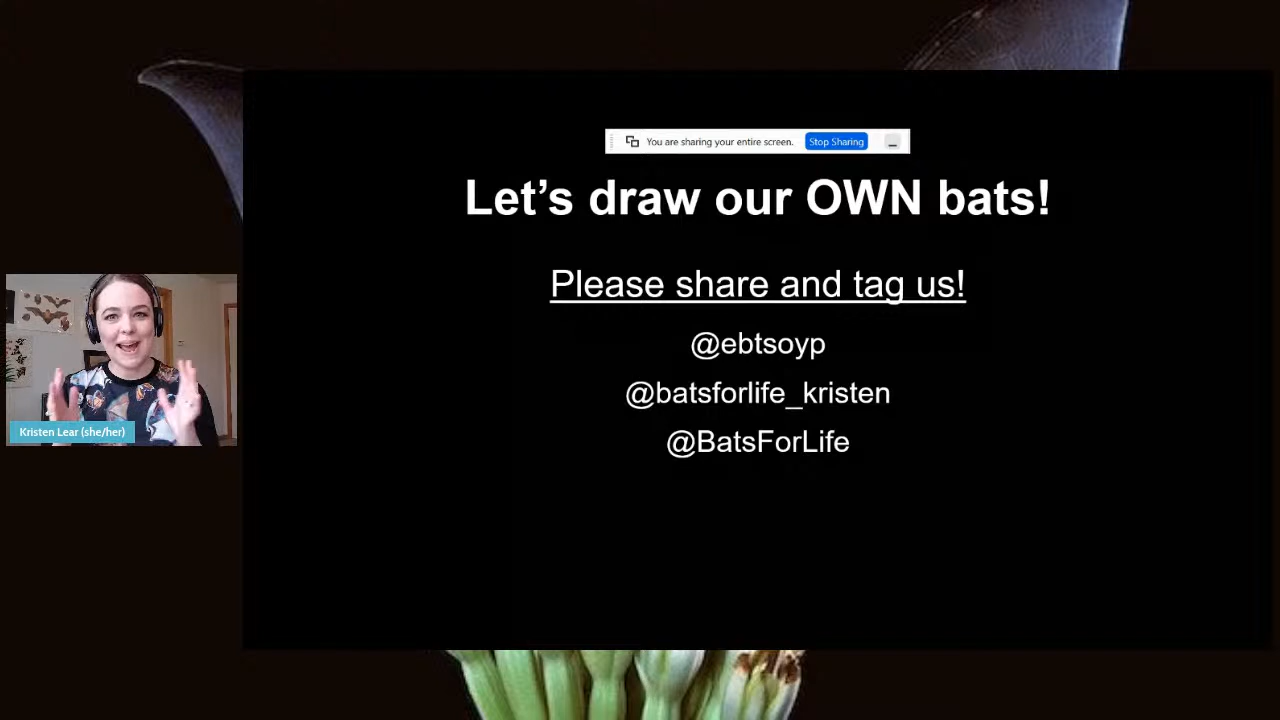 You are sharing your entire screen. Stop Sharing
Let's draw our OWN bats!
Please share and tag us!
@ebtsoyp
@batsforlife_kristen
@BatsForLife
Kristen Lear (she/her)